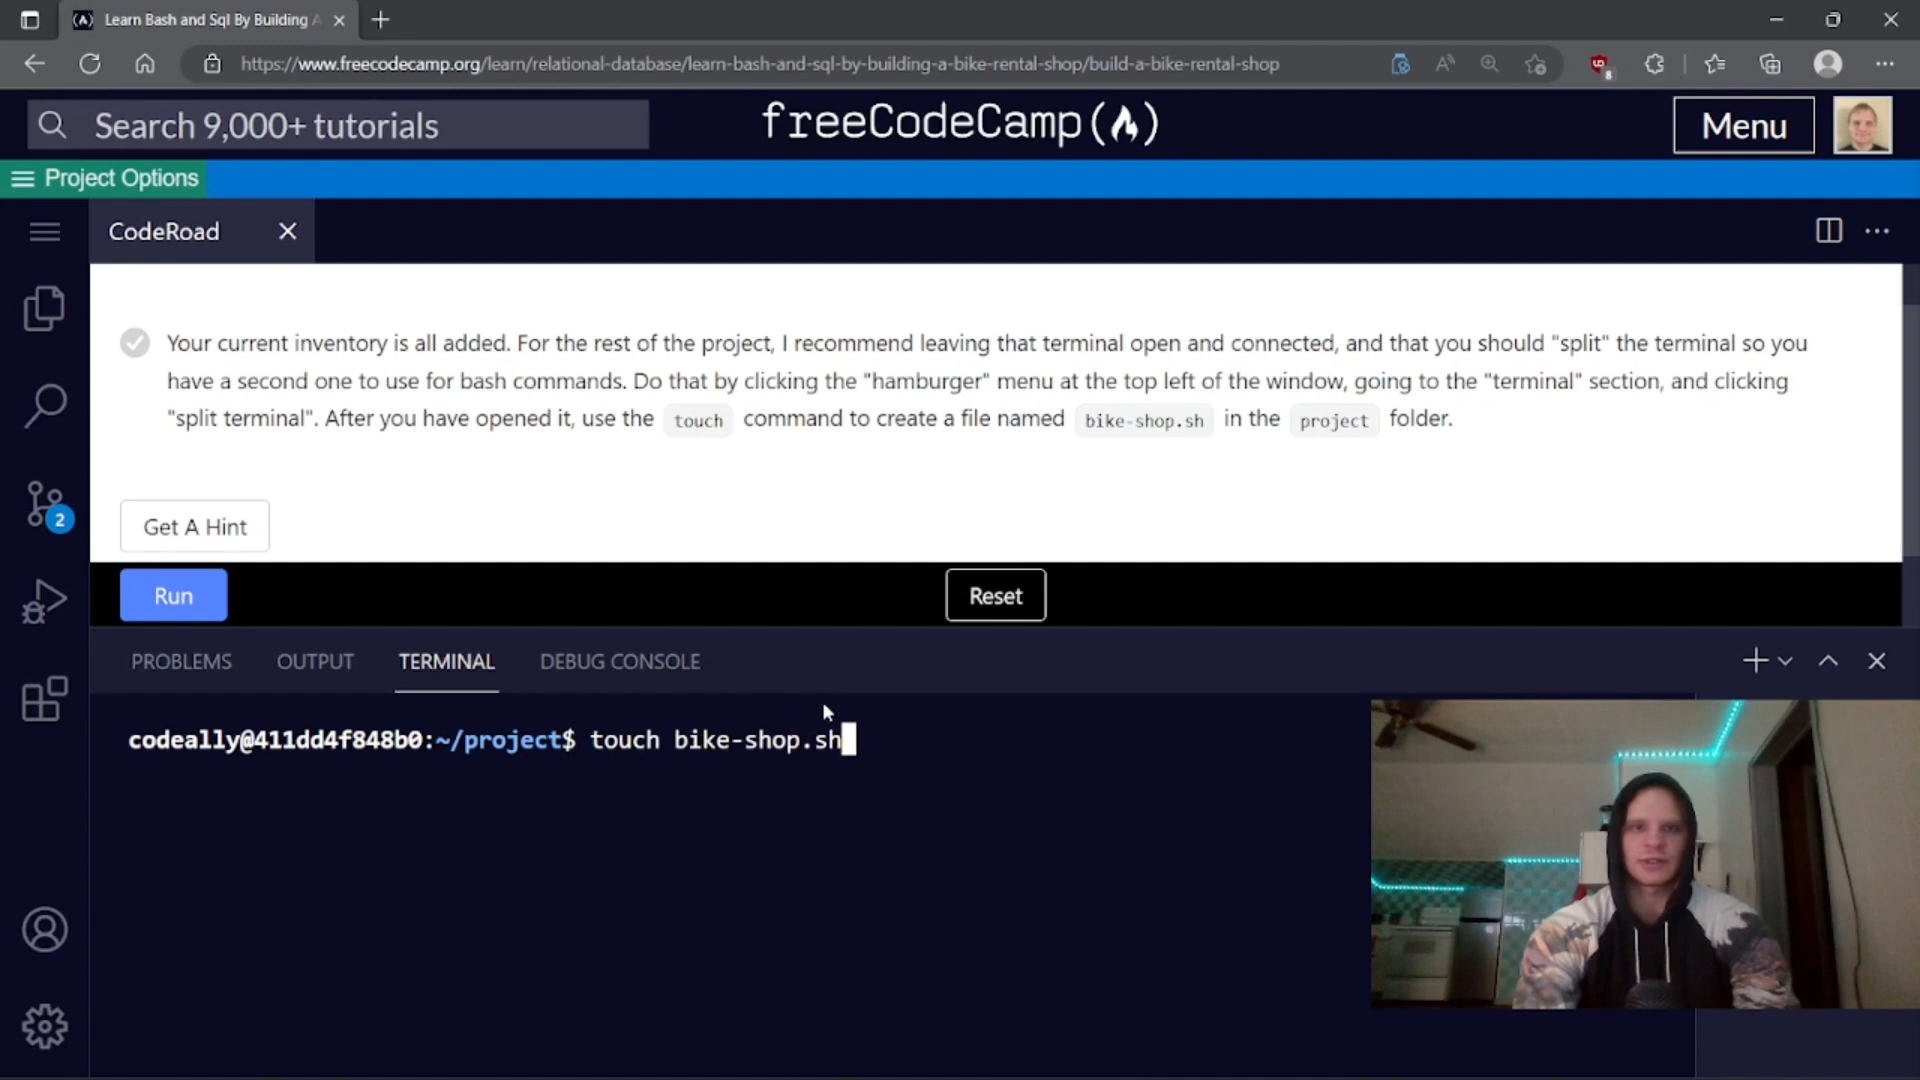 Learn Bash and Sql By Building A
https://www.freecodecamp.org/learn/relational-database/learn-bash-and-sql-by-building-a-bike-rental-shop/build-a-bike-rental-shop
8
Search 9,000+ tutorials
freeCodeCamp
Menu
Project Options
CodeRoad
Your current inventory is all added. For the rest of the project, I recommend leaving that terminal open and connected, and that you should "split" the terminal so you
have a second one to use for bash commands. Do that by clicking the "hamburger" menu at the top left of the window, going to the "terminal" section, and clicking
"split terminal". After you have opened it, use the touch command to create a file named bike-shop.sh in the project folder.
2
Get A Hint
Run
Reset
PROBLEMS OUTPUT TERMINAL DEBUG CONSOLE
codeally@411dd4f848b0:~/project$ touch bike-shop.sh